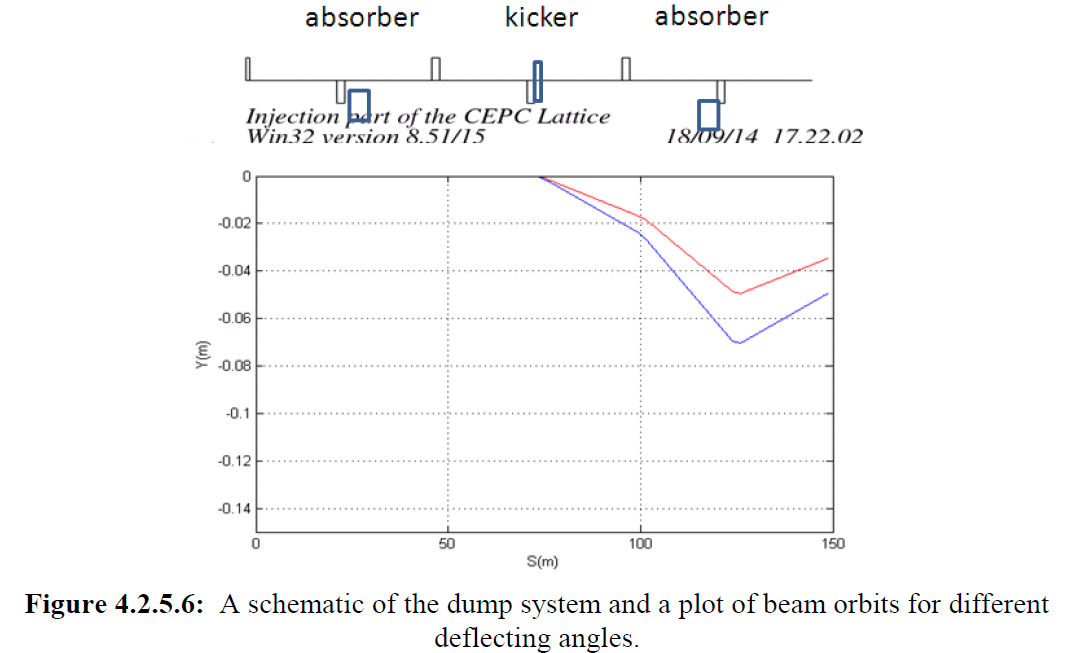 absorber kicker absorber
Injection part of the CEPC Lattice
Win32 version 8.51/15 18/09/14 17.22.02
0
-0.02
-0.04
-0.06
-0.08
-0.1
-0.12
-0.14
Y(m)
0 50 100 150
S(m)
Figure 4.2.5.6: A schematic of the dump system and a plot of beam orbits for different
deflecting angles.